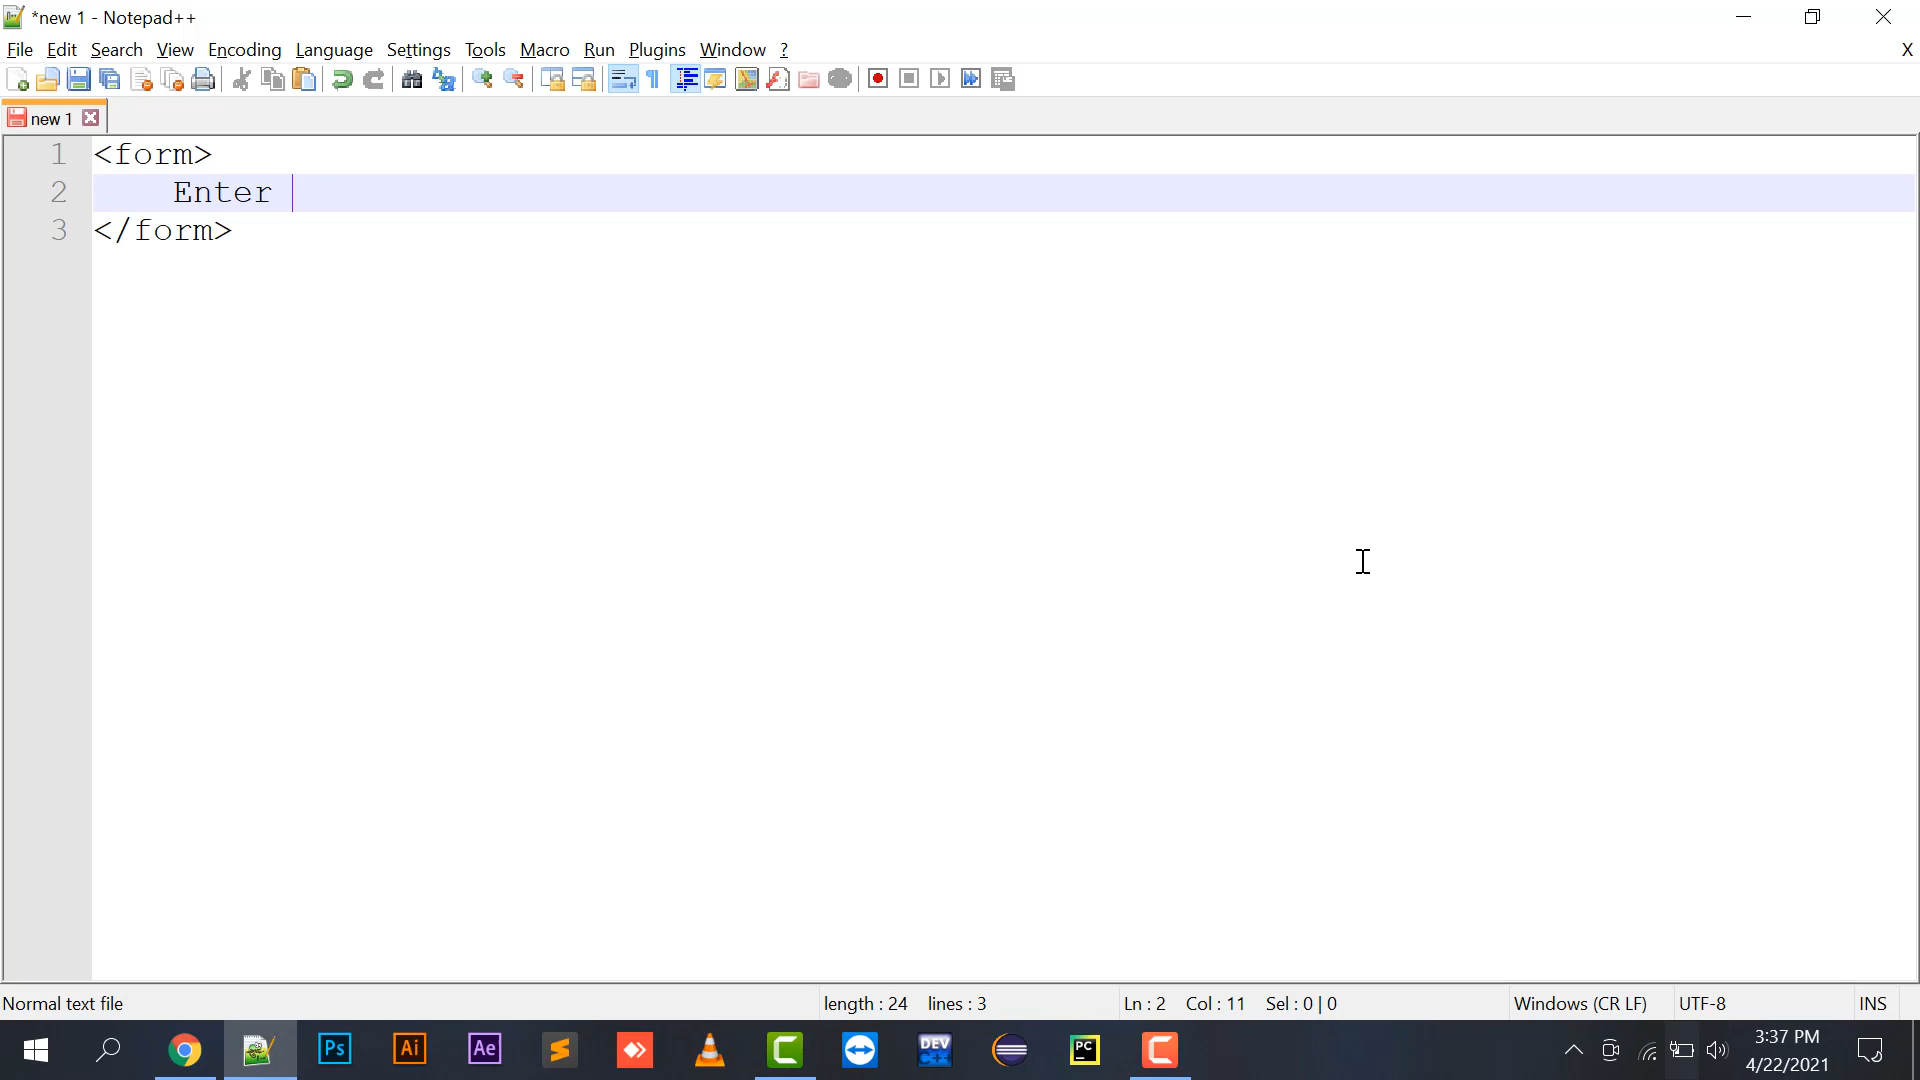 *new 1 - Notepad++
File Edit Search View Encoding Language Settings Tools Macro Run Plugins Window ? X
new 1
1 <form>
2 Enter
3 </form>
Normal text file length : 24 lines : 3 Ln : 2 Col : 11 Sel : 0 | 0 Windows (CR LF) UTF-8 INS
Ps Ai Ae DEV C++ PC 3:37 PM
4/22/2021